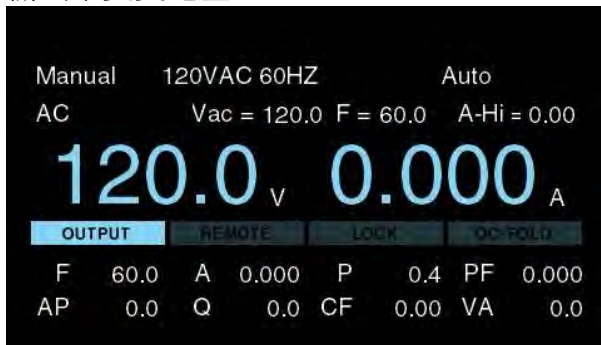 Manual 120VAC 60HZ Auto
AC Vac = 120.0 F = 60.0 A-Hi = 0.00
120.0 V 0.000 A
OUTPUT REMOTE LOCK OC-FOLD
F 60.0 A 0.000 P 0.4 PF 0.000
AP 0.0 Q 0.0 CF 0.00 VA 0.0